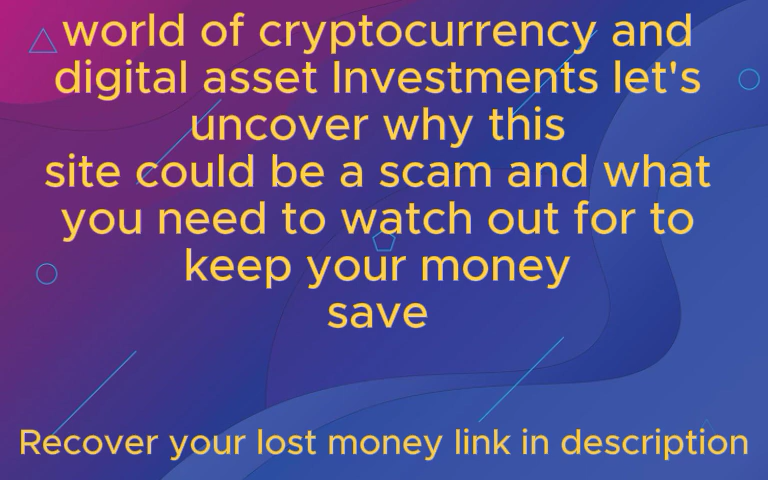 world of cryptocurrency and
digital asset Investments let's
uncover why this
site could be a scam and what
you need to watch out for to
keep your money
save
Recover your lost money link in description